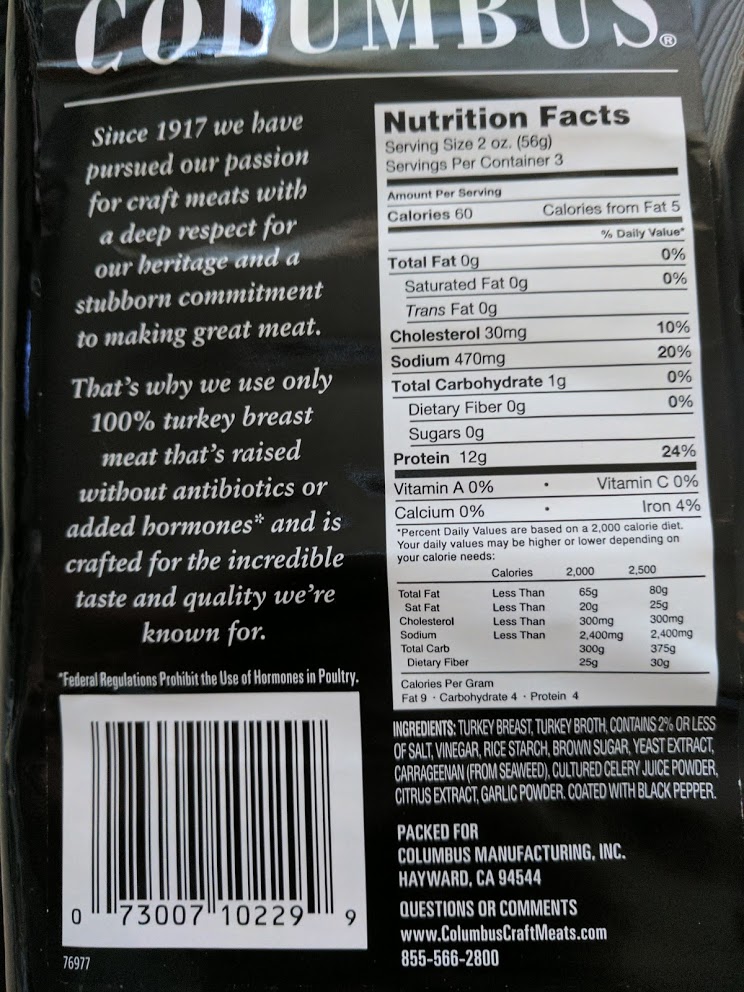 COLUMBUS®
Since 1917 we have
pursued our passion
for craft meats with
a deep respect for
our heritage and a
stubborn commitment
to making great meat.
That's why we use only
100% turkey breast
meat that's raised
without antibiotics or
added hormones* and is
crafted for the incredible
taste and quality we're
known for.
*Federal Regulations Prohibit the Use of Hormones in Poultry.
0 73007 10229 9
76977
Nutrition Facts
Serving Size 2 oz. (56g)
Servings Per Container 3
Amount Per Serving
Calories 60 Calories from Fat 5
% Daily Value*
Total Fat 0g 0%
Saturated Fat 0g 0%
Trans Fat 0g
Cholesterol 30mg 10%
Sodium 470mg 20%
Total Carbohydrate 1g 0%
Dietary Fiber 0g 0%
Sugars 0g
Protein 12g 24%
Vitamin A 0% • Vitamin C 0%
Calcium 0% • Iron 4%
*Percent Daily Values are based on a 2,000 calorie diet.
Your daily values may be higher or lower depending on
your calorie needs:
Calories 2,000 2,500
Total Fat Less Than 65g 80g
Sat Fat Less Than 20g 25g
Cholesterol Less Than 300mg 300mg
Sodium Less Than 2,400mg 2,400mg
Total Carb 300g 375g
Dietary Fiber 25g 30g
Calories Per Gram
Fat 9 · Carbohydrate 4 · Protein 4
INGREDIENTS: TURKEY BREAST, TURKEY BROTH, CONTAINS 2% OR LESS
OF SALT, VINEGAR, RICE STARCH, BROWN SUGAR, YEAST EXTRACT,
CARRAGEENAN (FROM SEAWEED), CULTURED CELERY JUICE POWDER,
CITRUS EXTRACT, GARLIC POWDER. COATED WITH BLACK PEPPER.
PACKED FOR
COLUMBUS MANUFACTURING, INC.
HAYWARD, CA 94544
QUESTIONS OR COMMENTS
www.ColumbusCraftMeats.com
855-566-2800